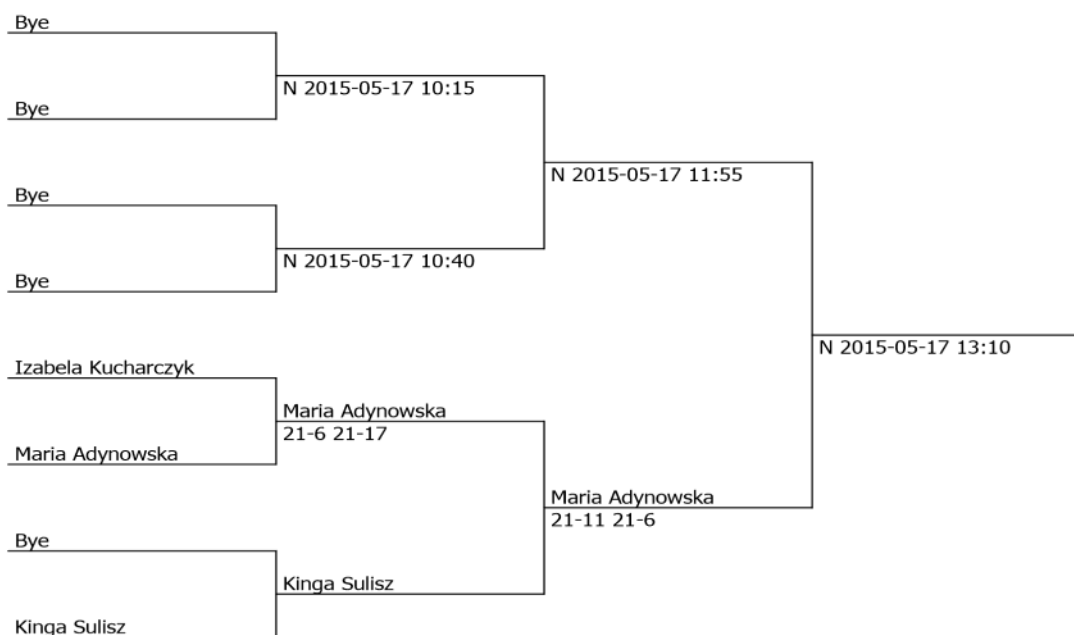 Bye
N 2015-05-17 10:15
Bye
N 2015-05-17 11:55
Bye
N 2015-05-17 10:40
Bye
N 2015-05-17 13:10
Izabela Kucharczyk
Maria Adynowska
21-6 21-17
Maria Adynowska
Maria Adynowska
21-11 21-6
Bye
Kinga Sulisz
Kinga Sulisz